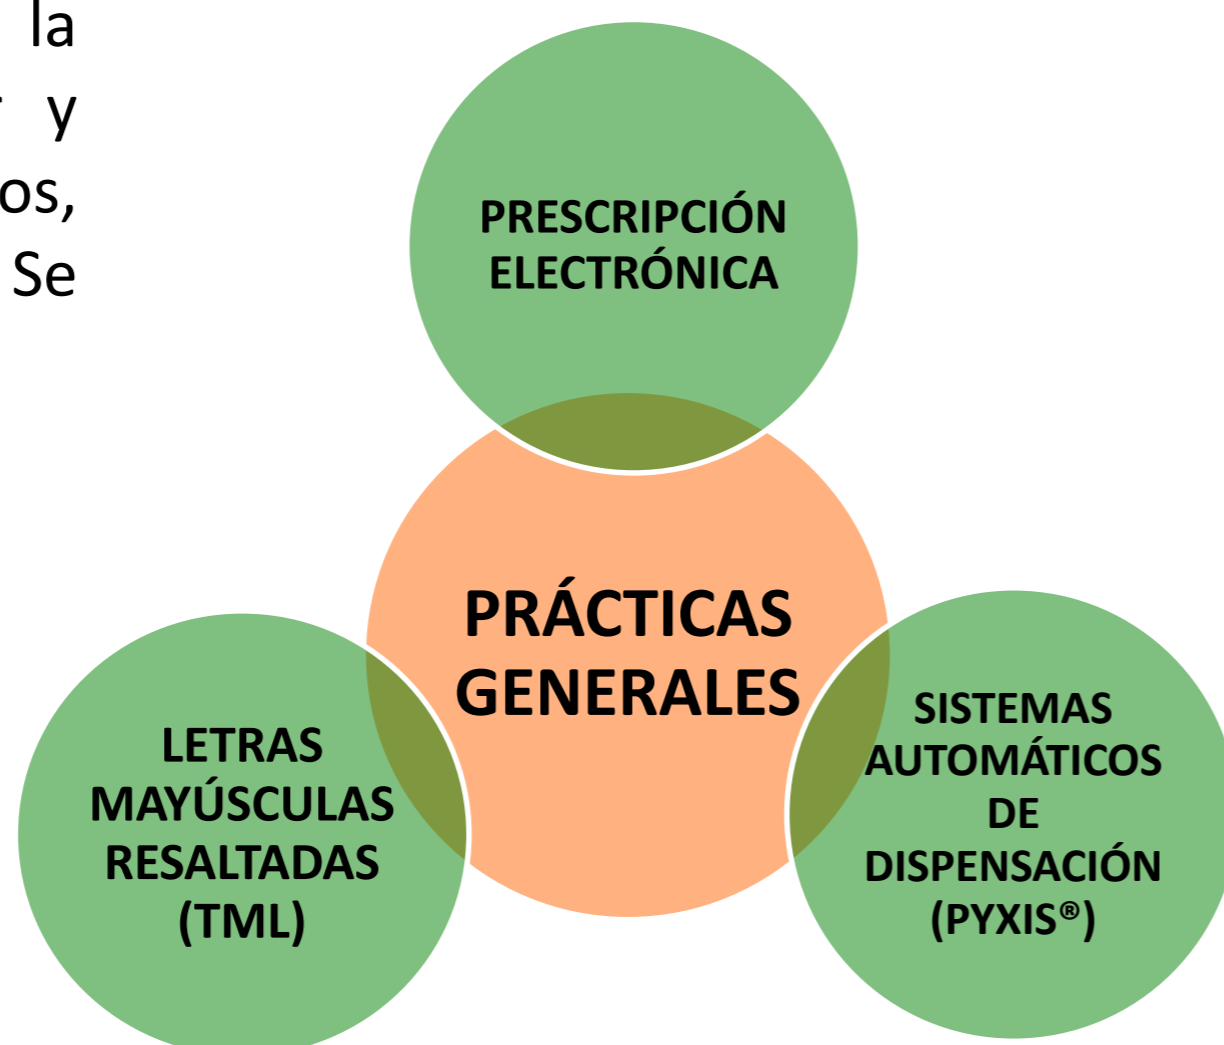 la
y
os,
Se
PRESCRIPCIÓN
ELECTRÓNICA
PRÁCTICAS
GENERALES
LETRAS
MAYÚSCULAS
RESALTADAS
(TML)
SISTEMAS
AUTOMÁTICOS
DE
DISPENSACIÓN
(PYXIS®)